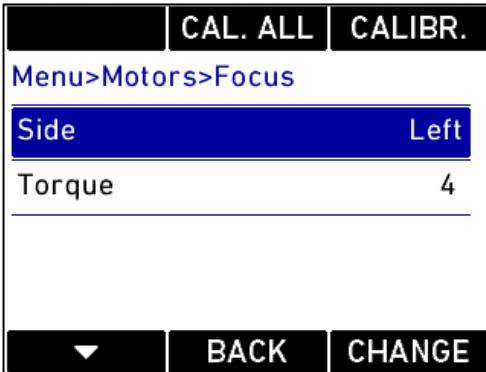 CAL. ALL CALIBR.
Menu>Motors>Focus
Side Left
Torque 4
BACK CHANGE